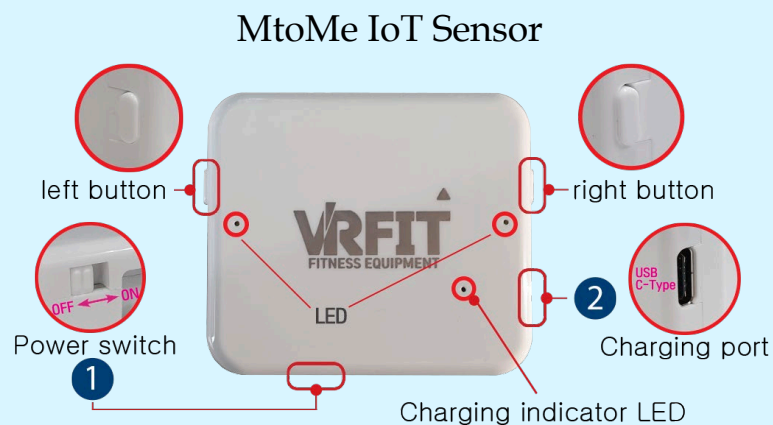 MtoMe IoT Sensor
left button
right button
VRFIT
FITNESS EQUIPMENT
OFF
ON
USB
C-Type
LED
2
Power switch
1
Charging port
Charging indicator LED